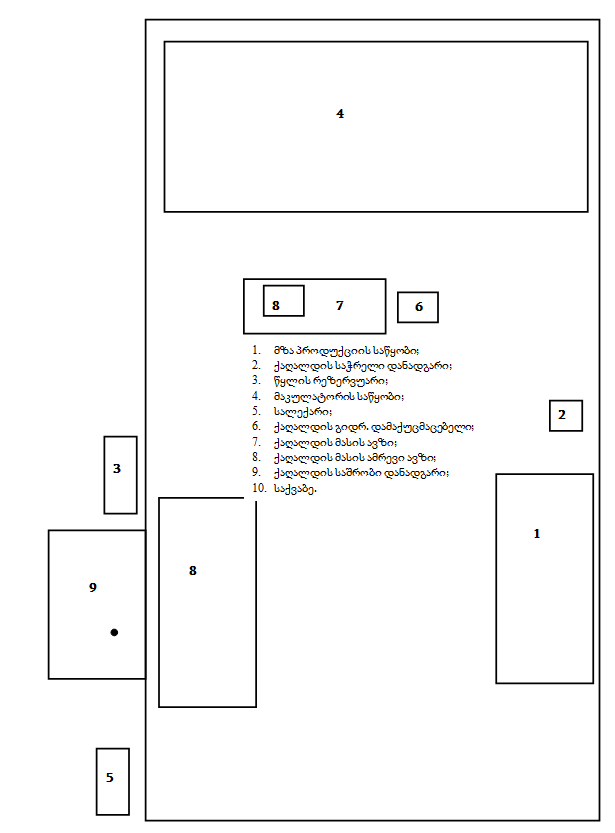 4
8 7 6
1. მზა პროდუქციის საწყობი;
2. ქაღალდის საჭრელი დანადგარი;
3. წყლის რეზერვუარი;
4. მაკულატორის საწყობი;
5. სალექარი;
6. ქაღალდის გიდრ. დამაქუცმაცებელი;
7. ქაღალდის მასის ავზი;
8. ქაღალდის მასის ამრევი ავზი;
9. ქაღალდის საშრობი დანადგარი;
10. საქვაბე.
2
3
1
8
9
5